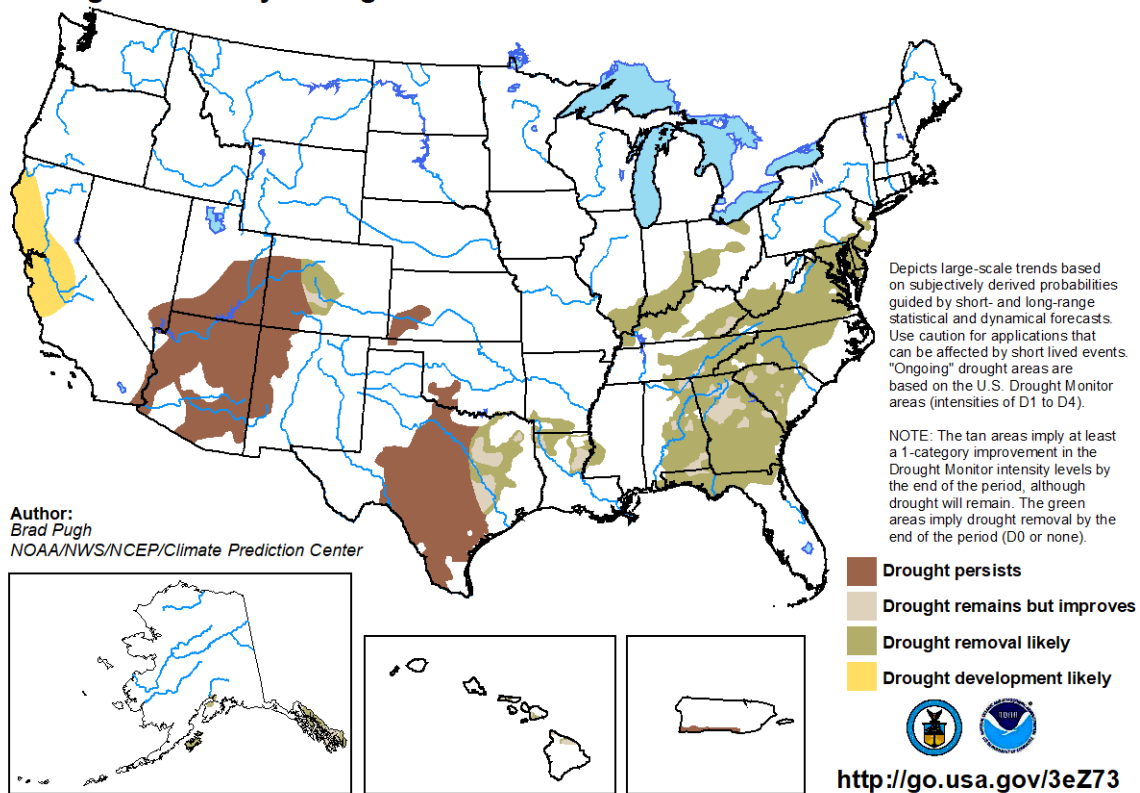 Depicts large-scale trends based
on subjectively derived probabilities
guided by short- and long-range
statistical and dynamical forecasts.
Use caution for applications that
can be affected by short lived events.
"Ongoing" drought areas are
based on the U.S. Drought Monitor
areas (intensities of D1 to D4).
NOTE: The tan areas imply at least
a 1-category improvement in the
Drought Monitor intensity levels by
the end of the period, although
drought will remain. The green
areas imply drought removal by the
end of the period (D0 or none).
Author:
Brad Pugh
NOAA/NWS/NCEP/Climate Prediction Center
Drought persists
Drought remains but improves
Drought removal likely
Drought development likely
http://go.usa.gov/3eZ73